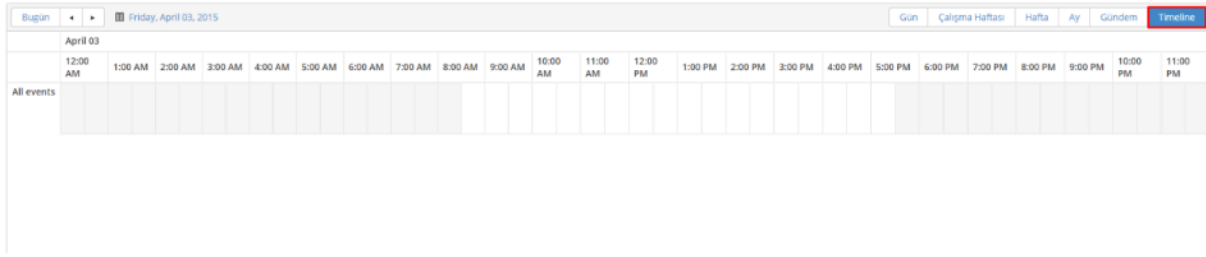 Bugün Friday, April 03, 2015 Gün Çalışma Haftası Hafta Ay Gündem Timeline
April 03
12:00 AM 1:00 AM 2:00 AM 3:00 AM 4:00 AM 5:00 AM 6:00 AM 7:00 AM 8:00 AM 9:00 AM 10:00 AM 11:00 AM 12:00 PM 1:00 PM 2:00 PM 3:00 PM 4:00 PM 5:00 PM 6:00 PM 7:00 PM 8:00 PM 9:00 PM 10:00 PM 11:00 PM
All events